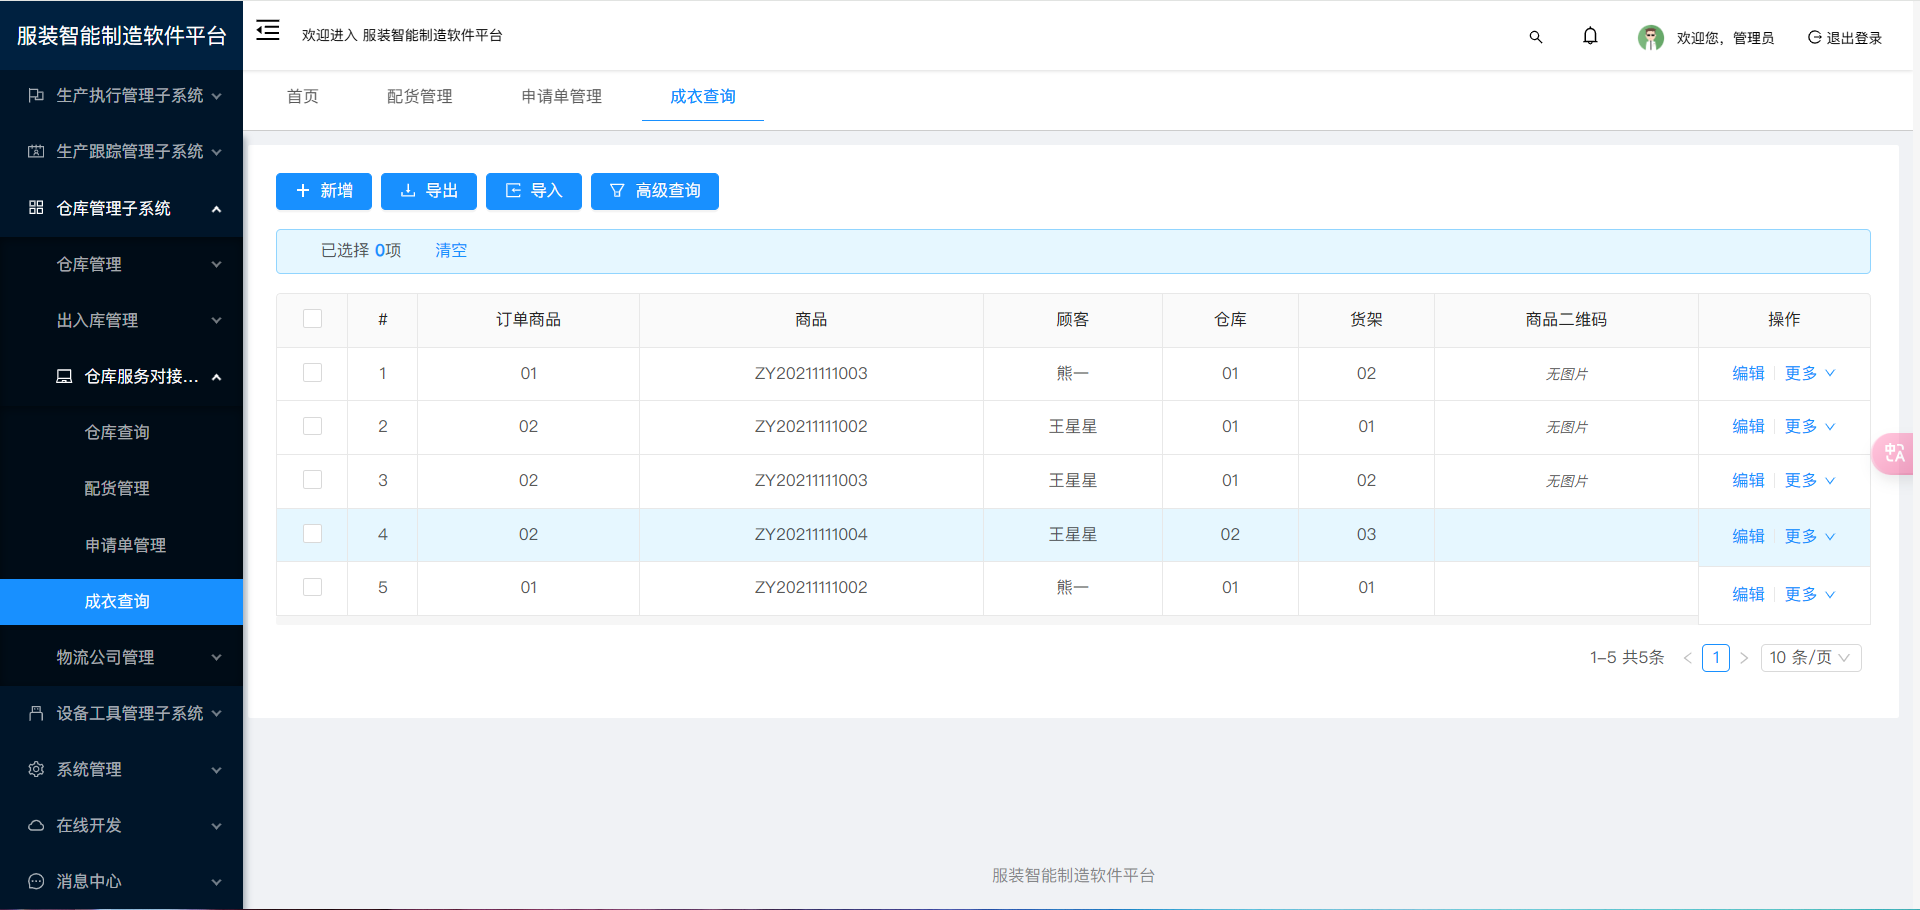 服装智能制造软件平台
欢迎进入 服装智能制造软件平台
欢迎您，管理员
退出登录
生产执行管理子系统
生产跟踪管理子系统
仓库管理子系统
仓库管理
出入库管理
仓库服务对接...
仓库查询
配货管理
申请单管理
成衣查询
物流公司管理
设备工具管理子系统
系统管理
在线开发
消息中心
首页 配货管理 申请单管理 成衣查询
新增 导出 导入 高级查询
已选择 0项 清空
# 订单商品 商品 顾客 仓库 货架 商品二维码 操作
1 01 ZY20211111003 熊一 01 02 无图片 编辑 更多
2 02 ZY20211111002 王星星 01 01 无图片 编辑 更多
3 02 ZY20211111003 王星星 01 02 无图片 编辑 更多
4 02 ZY20211111004 王星星 02 03 编辑 更多
5 01 ZY20211111002 熊一 01 01 编辑 更多
1-5 共5条 < 1 > 10 条/页
中A
服装智能制造软件平台